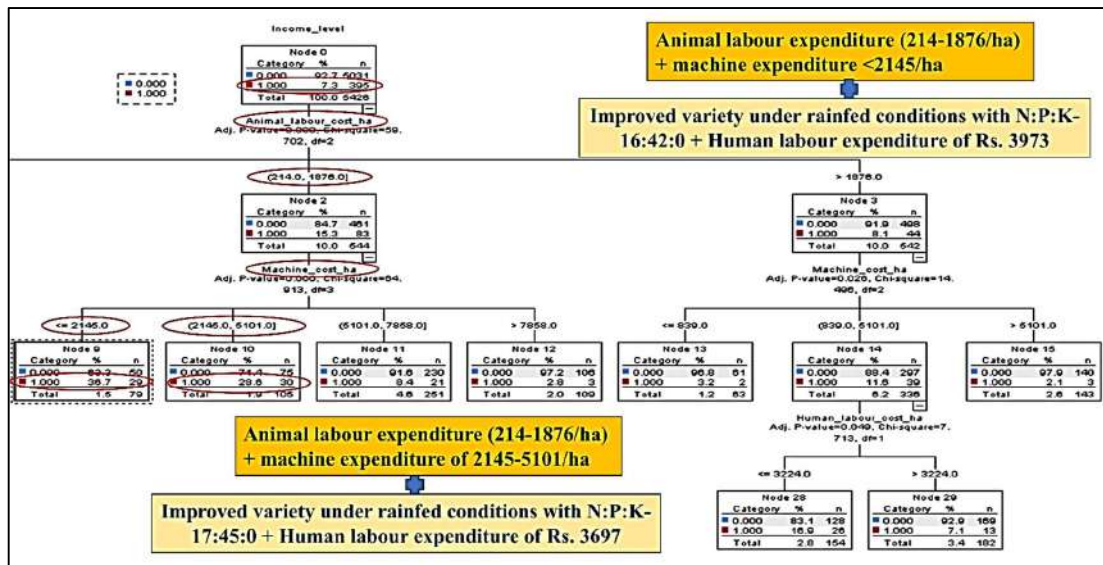 Income_level
Node 0
Category % n
0.000 92.7 5031
1.000 7.3 395
Total 100.0 5426
0.000
1.000
Animal_labour_cost_ha
Adj. P-value=0.000, Chi-square=59.
702, df=2
Animal labour expenditure (214-1876/ha)
+ machine expenditure <2145/ha
Improved variety under rainfed conditions with N:P:K-
16:42:0 + Human labour expenditure of Rs. 3973
(214.0, 1876.0]
> 1876.0
Node 2
Category % n
0.000 84.7 461
1.000 15.3 83
Total 10.0 544
Node 3
Category % n
0.000 91.9 498
1.000 8.1 44
Total 10.0 542
Machine_cost_ha
Adj. P-value=0.000, Chi-square=64.
913, df=3
Machine_cost_ha
Adj. P-value=0.026, Chi-square=14.
496, df=2
<= 2145.0
(2145.0, 5101.0]
(5101.0, 7858.0]
> 7858.0
<= 839.0
(839.0, 5101.0]
> 5101.0
Node 9
Category % n
0.000 63.3 50
1.000 36.7 29
Total 1.5 79
Node 10
Category % n
0.000 71.4 75
1.000 28.6 30
Total 1.9 105
Node 11
Category % n
0.000 91.6 230
1.000 8.4 21
Total 4.6 251
Node 12
Category % n
0.000 97.2 106
1.000 2.8 3
Total 2.0 109
Node 13
Category % n
0.000 96.8 61
1.000 3.2 2
Total 1.2 63
Node 14
Category % n
0.000 88.4 297
1.000 11.6 39
Total 6.2 336
Node 15
Category % n
0.000 97.9 140
1.000 2.1 3
Total 2.6 143
Human_labour_cost_ha
Adj. P-value=0.049, Chi-square=7.
713, df=1
Animal labour expenditure (214-1876/ha)
+ machine expenditure of 2145-5101/ha
Improved variety under rainfed conditions with N:P:K-
17:45:0 + Human labour expenditure of Rs. 3697
<= 3224.0
> 3224.0
Node 28
Category % n
0.000 83.1 128
1.000 16.9 26
Total 2.8 154
Node 29
Category % n
0.000 92.9 169
1.000 7.1 13
Total 3.4 182